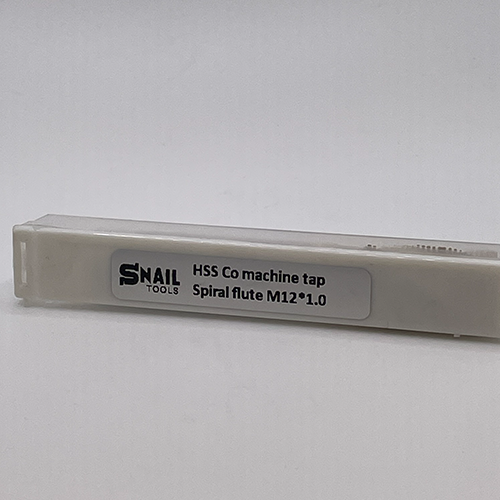 SNAIL
TOOLS
HSS Co machine tap
Spiral flute M12*1.0